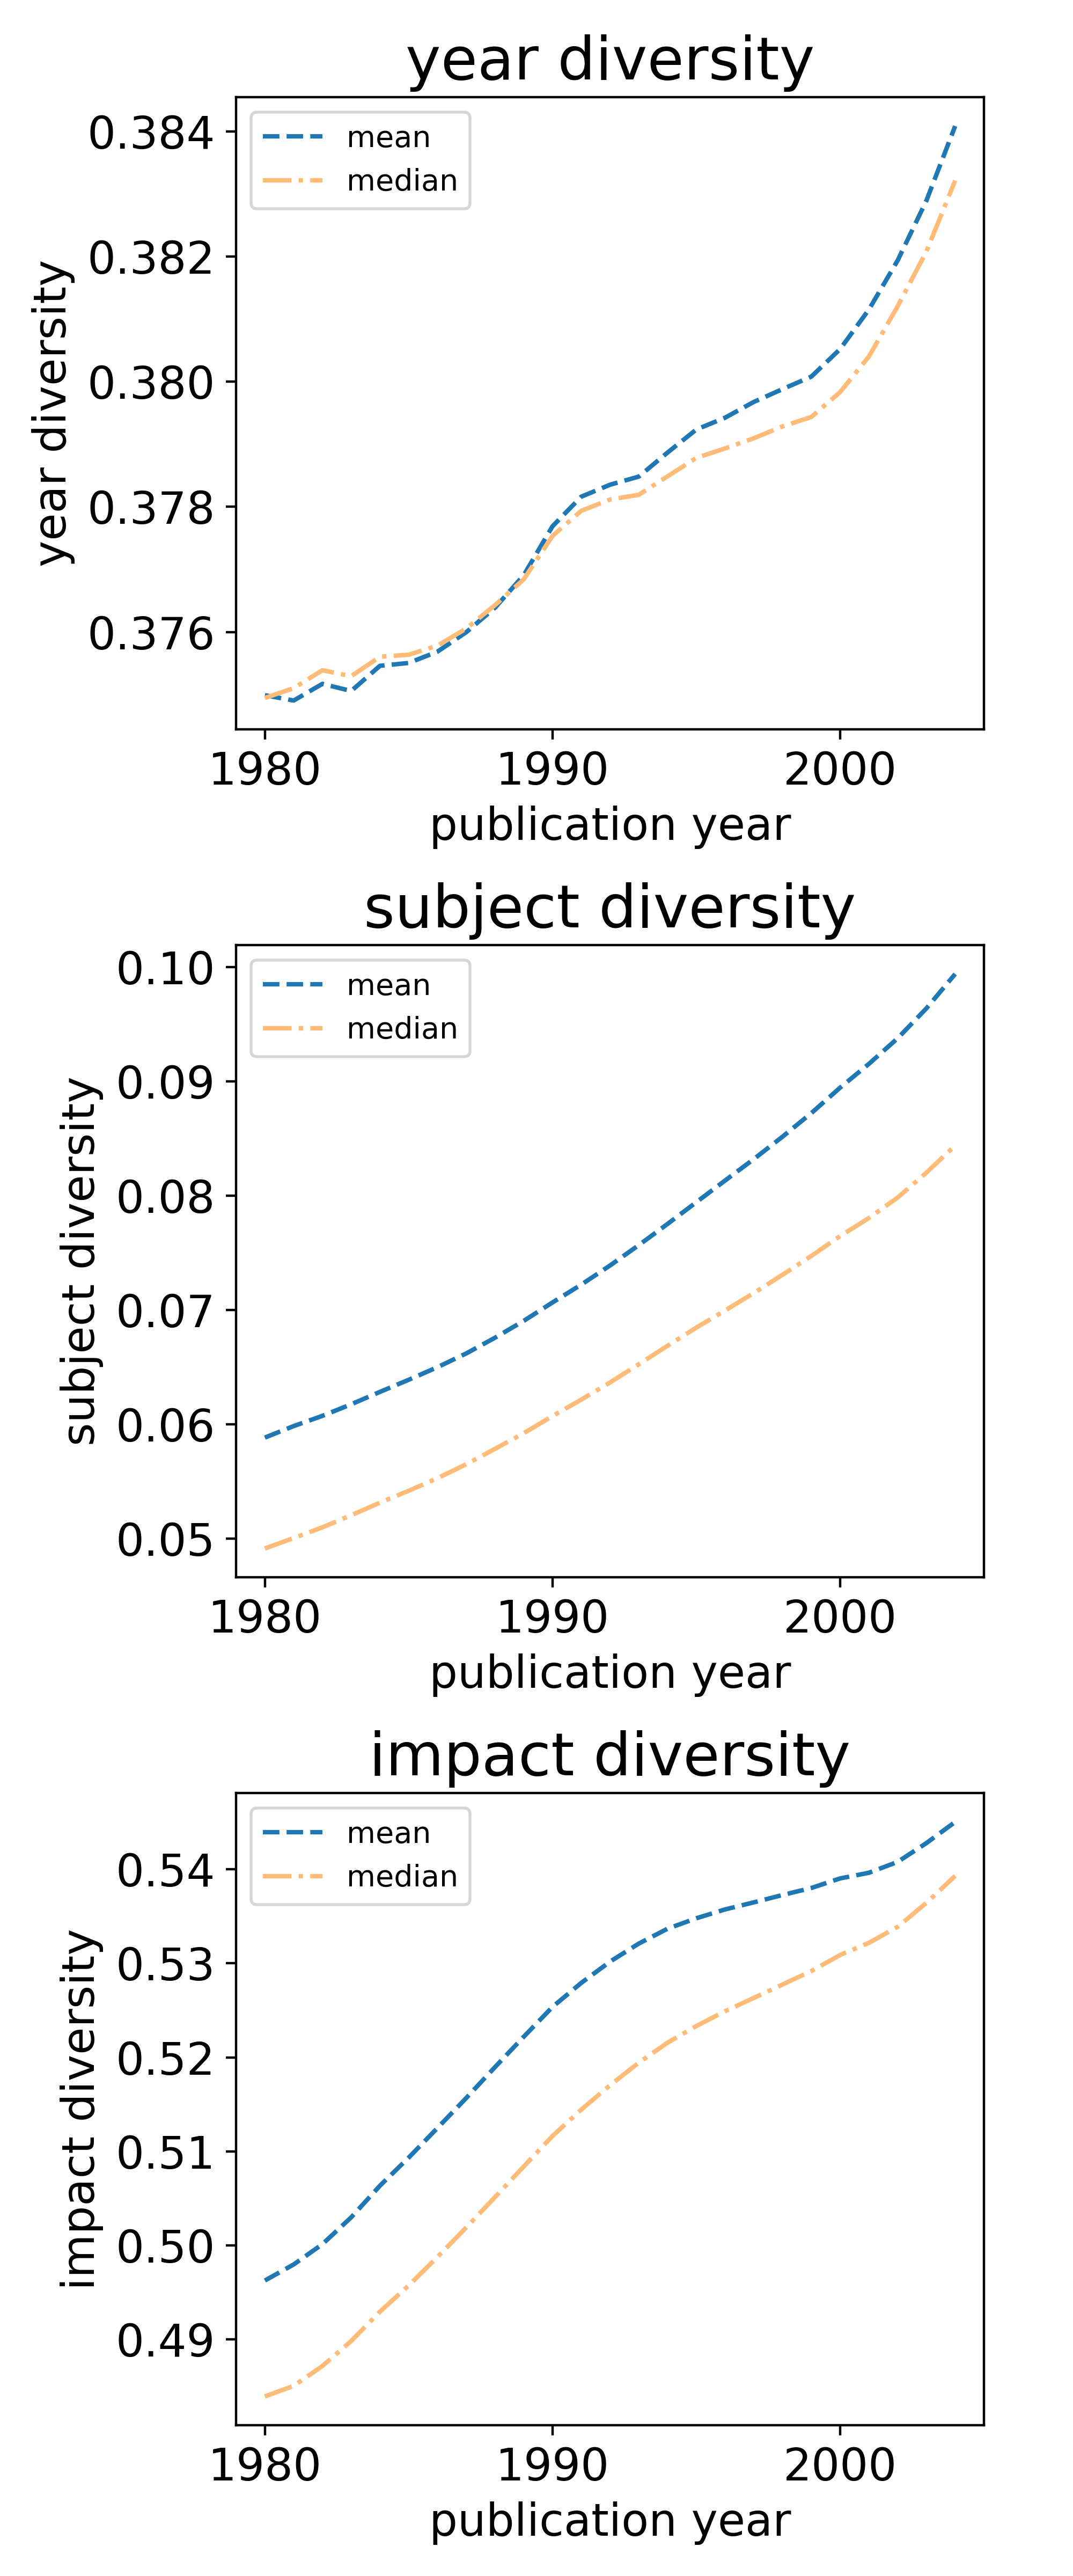 year diversity
mean
median
0.384
0.382
0.380
0.378
0.376
year diversity
1980 1990 2000
publication year
subject diversity
mean
median
0.10
0.09
0.08
0.07
0.06
0.05
subject diversity
1980 1990 2000
publication year
impact diversity
mean
median
0.54
0.53
0.52
0.51
0.50
0.49
impact diversity
1980 1990 2000
publication year